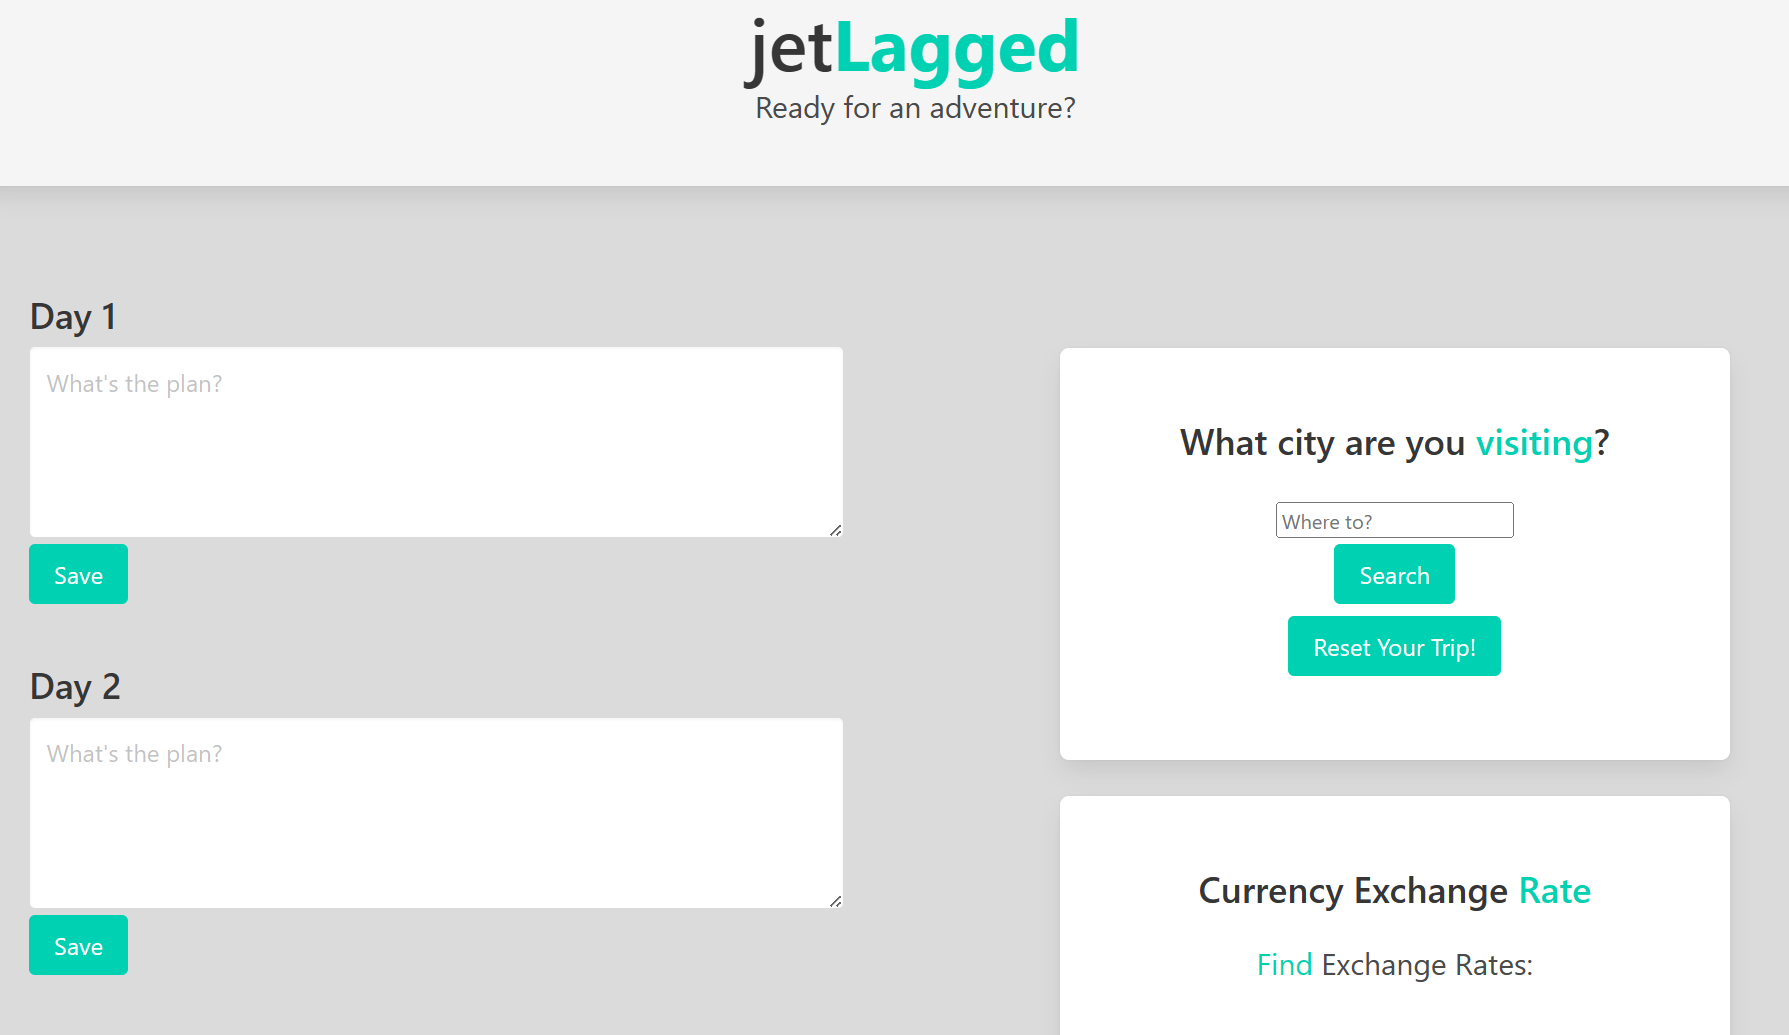 jetLagged
Ready for an adventure?
Day 1
What's the plan?
Save
Day 2
What's the plan?
Save
What city are you visiting?
Where to?
Search
Reset Your Trip!
Currency Exchange Rate
Find Exchange Rates: